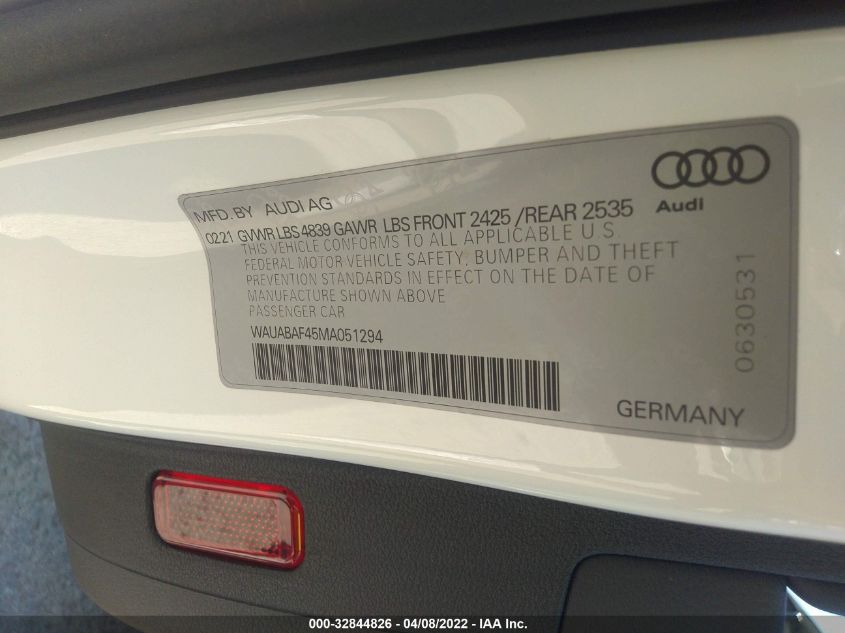 MFD. BY AUDI AG
0221 GVWR LBS 4839 GAWR LBS FRONT 2425 /REAR 2535
THIS VEHICLE CONFORMS TO ALL APPLICABLE U.S.
FEDERAL MOTOR VEHICLE SAFETY, BUMPER AND THEFT
PREVENTION STANDARDS IN EFFECT ON THE DATE OF
MANUFACTURE SHOWN ABOVE
PASSENGER CAR
WAUABAF45MA051294
Audi
0630531
GERMANY
000-32844826 - 04/08/2022 - IAA Inc.